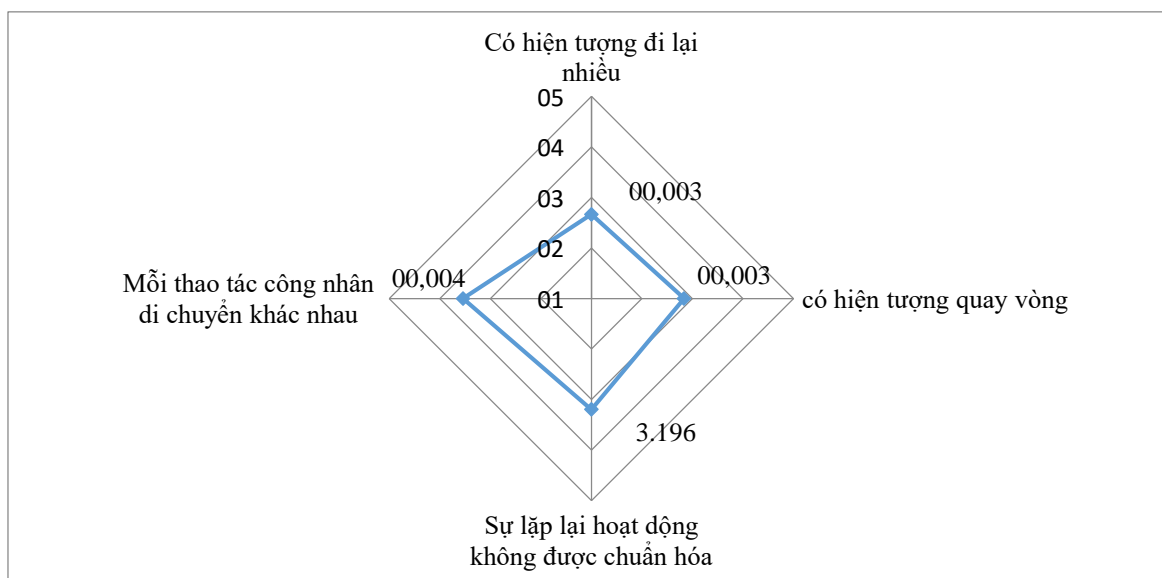 Có hiện tượng đi lại
nhiều
05
04
00,003
03
02
Mỗi thao tác công nhân
di chuyển khác nhau
00,004
01
00,003
có hiện tượng quay vòng
3.196
Sự lặp lại hoạt dộng
không được chuẩn hóa